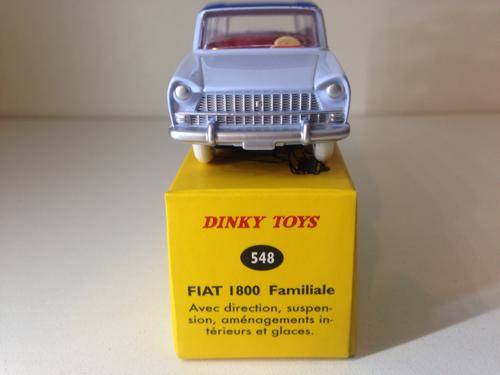 DINKY TOYS
548
FIAT 1800 Familiale
Avec direction, suspen-
sion, aménagements in-
térieurs et glaces.